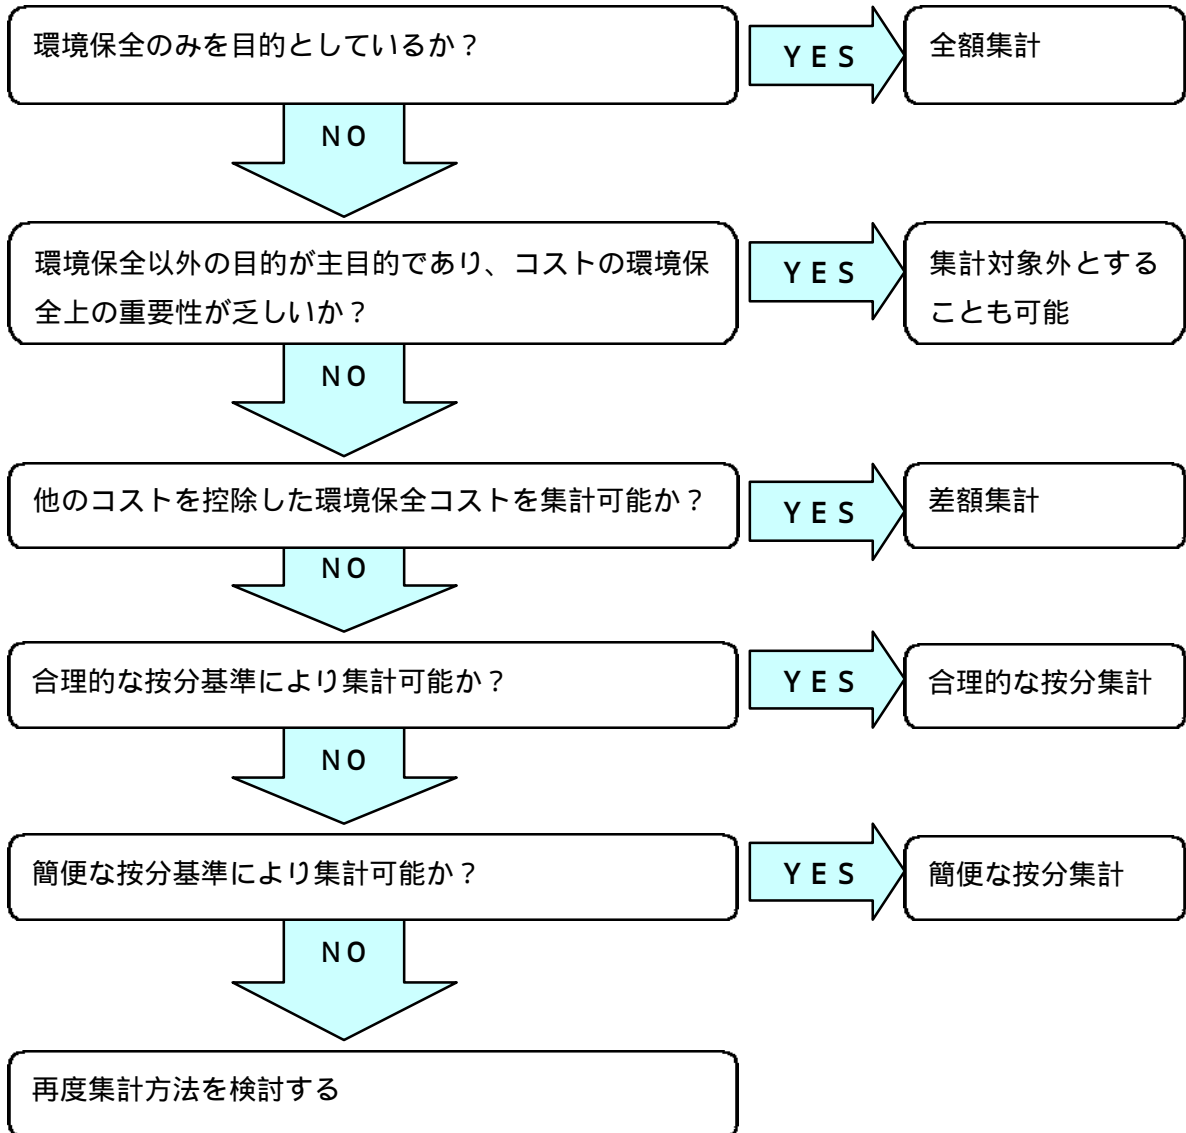 環境保全のみを目的としているか？
ＹＥＳ
全額集計
ＮＯ
環境保全以外の目的が主目的であり、コストの環境保
全上の重要性が乏しいか？
ＹＥＳ
集計対象外とする
ことも可能
ＮＯ
他のコストを控除した環境保全コストを集計可能か？
ＹＥＳ
差額集計
ＮＯ
合理的な按分基準により集計可能か？
ＹＥＳ
合理的な按分集計
ＮＯ
簡便な按分基準により集計可能か？
ＹＥＳ
簡便な按分集計
ＮＯ
再度集計方法を検討する